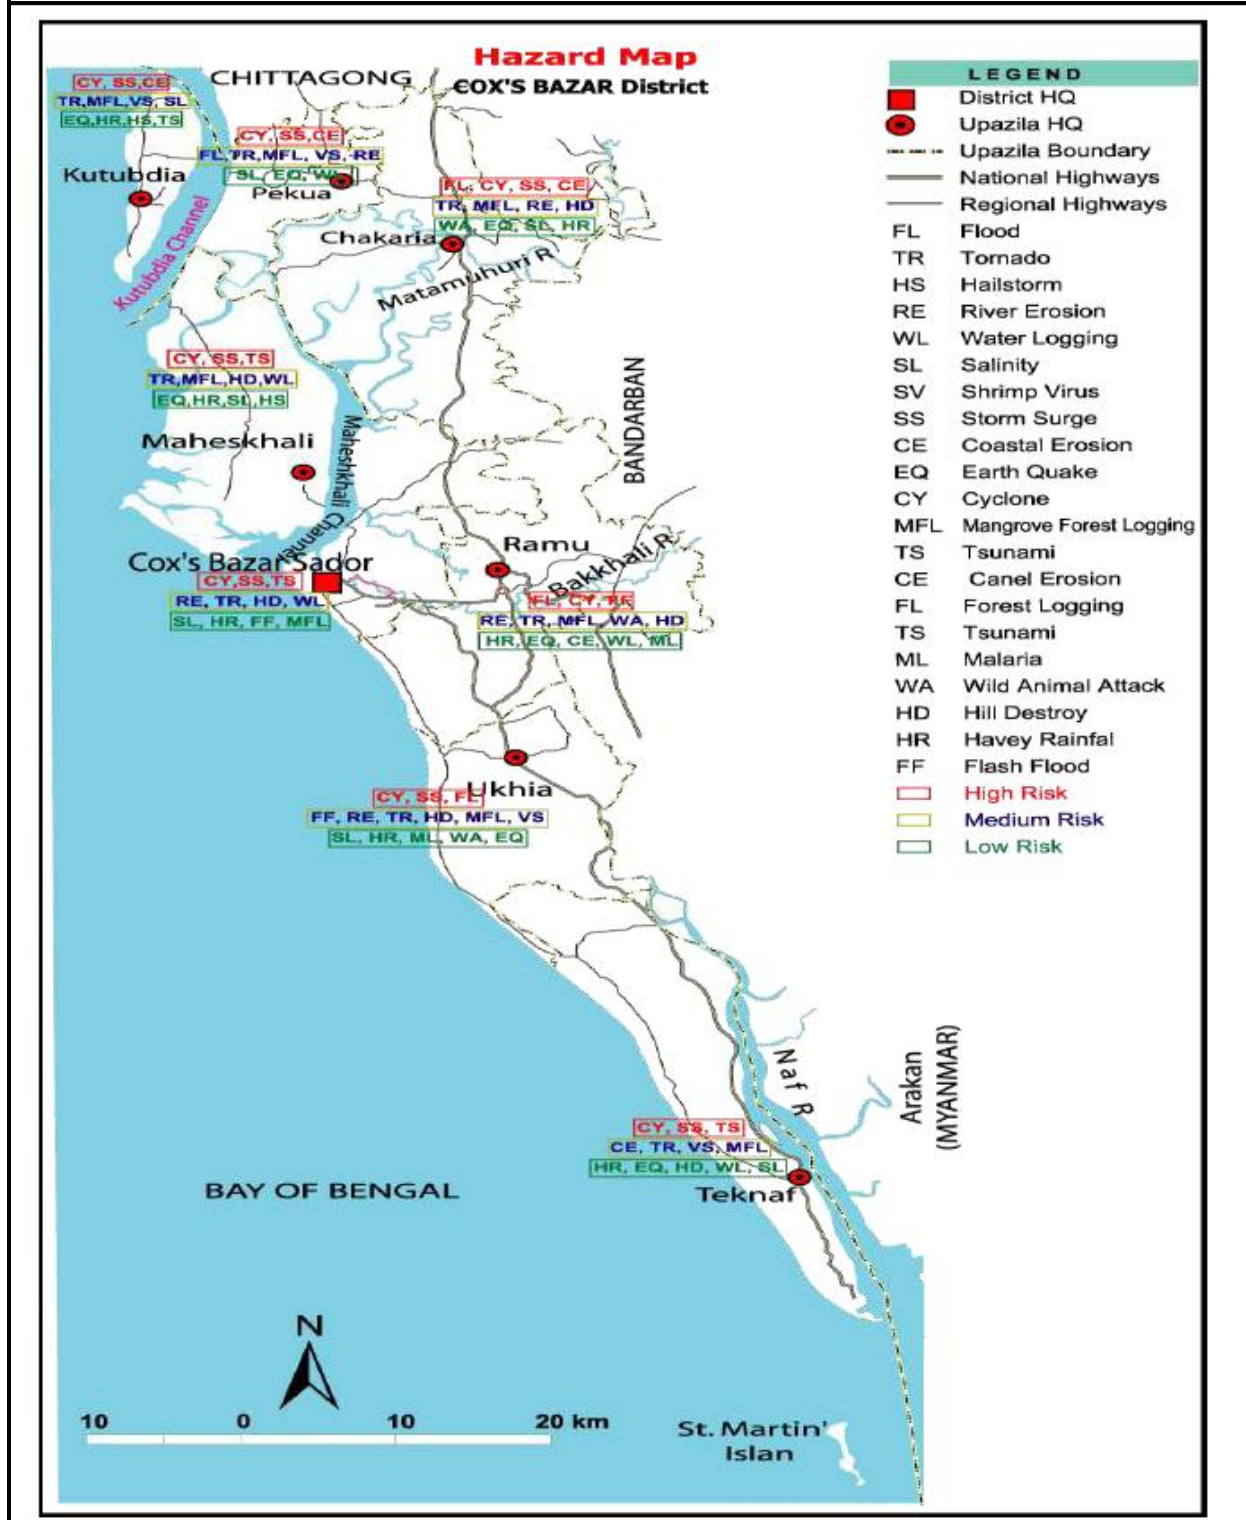 Hazard Map
COX'S BAZAR District
CHITTAGONG
CY, SS,CE
TR,MFL,VS, SL
EQ,HR,HS,TS
Kutubdia
Kutubdia Channel
CY, SS,CE
FL,TR,MFL, VS, RE
SL, EQ, WL
Pekua
FL, CY, SS, CE
TR, MFL, RE, HD
WA, EQ, SL, HR
Chakaria
Matamuhuri R
BANDARBAN
CY, SS,TS
TR,MFL,HD,WL
EQ,HR,SL,HS
Maheskhali
Maheshkhali Channel
Cox's Bazar Sador
CY,SS,TS
RE, TR, HD, WL
SL, HR, FF, MFL
Ramu
Bakkhali R
FL, CY,
RE, TR, MFL, WA, HD
HR, EQ, CE, WL, ML
Ukhia
CY, SS, FL
FF, RE, TR, HD, MFL, VS
SL, HR, ML, WA, EQ
Naf R
Arakan
(MYANMAR)
CY, SS, TS
CE, TR, VS, MFL
HR, EQ, HD, WL, SL
Teknaf
BAY OF BENGAL
N
10 0 10 20 km
St. Martin'
Islan
LEGEND
District HQ
Upazila HQ
Upazila Boundary
National Highways
Regional Highways
FL Flood
TR Tornado
HS Hailstorm
RE River Erosion
WL Water Logging
SL Salinity
SV Shrimp Virus
SS Storm Surge
CE Coastal Erosion
EQ Earth Quake
CY Cyclone
MFL Mangrove Forest Logging
TS Tsunami
CE Canel Erosion
FL Forest Logging
TS Tsunami
ML Malaria
WA Wild Animal Attack
HD Hill Destroy
HR Havey Rainfal
FF Flash Flood
High Risk
Medium Risk
Low Risk